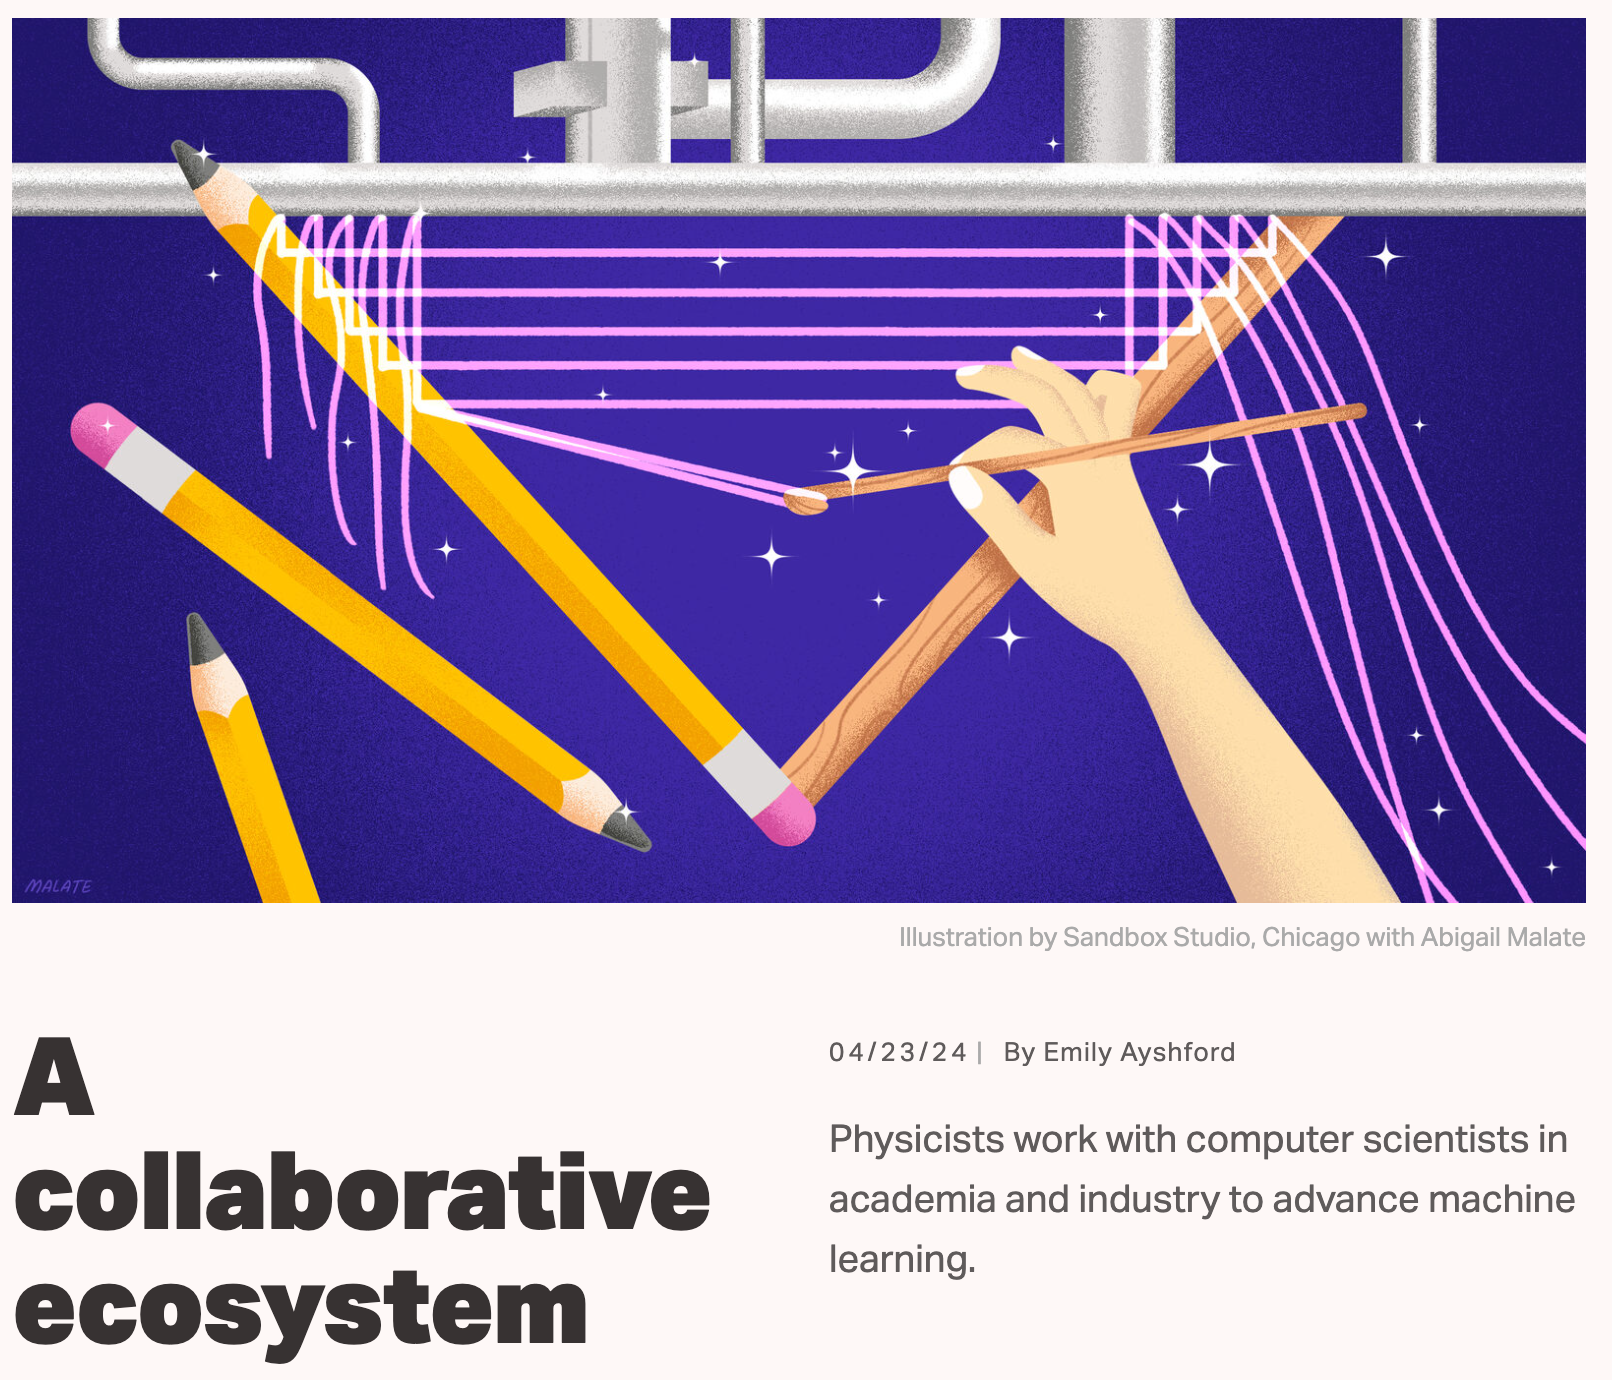 MALATE
Illustration by Sandbox Studio, Chicago with Abigail Malate
A
collaborative
ecosystem
04/23/24 | By Emily Ayshford
Physicists work with computer scientists in
academia and industry to advance machine
learning.